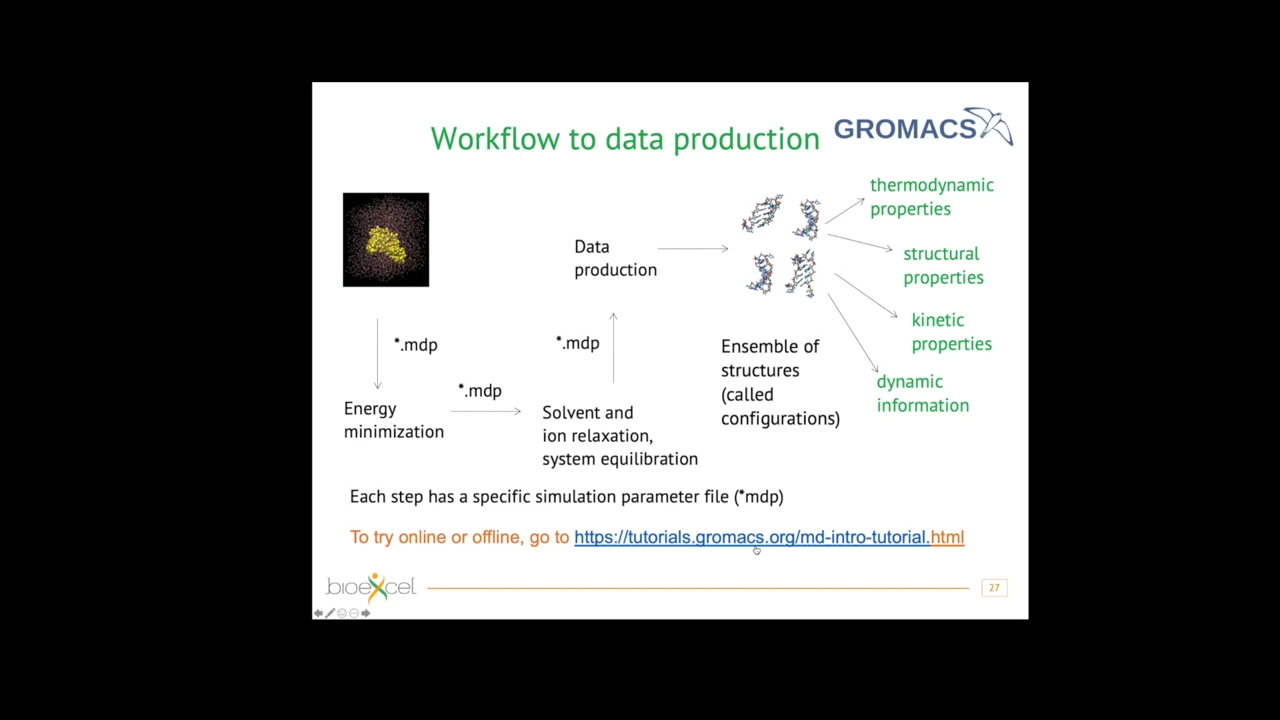 Workflow to data production
GROMACS
thermodynamic
properties
structural
properties
kinetic
properties
dynamic
information
Data
production
*.mdp
*.mdp
*.mdp
Energy
minimization
Solvent and
ion relaxation,
system equilibration
Ensemble of
structures
(called
configurations)
Each step has a specific simulation parameter file (*mdp)
To try online or offline, go to https://tutorials.gromacs.org/md-intro-tutorial.html
bioexcel
27